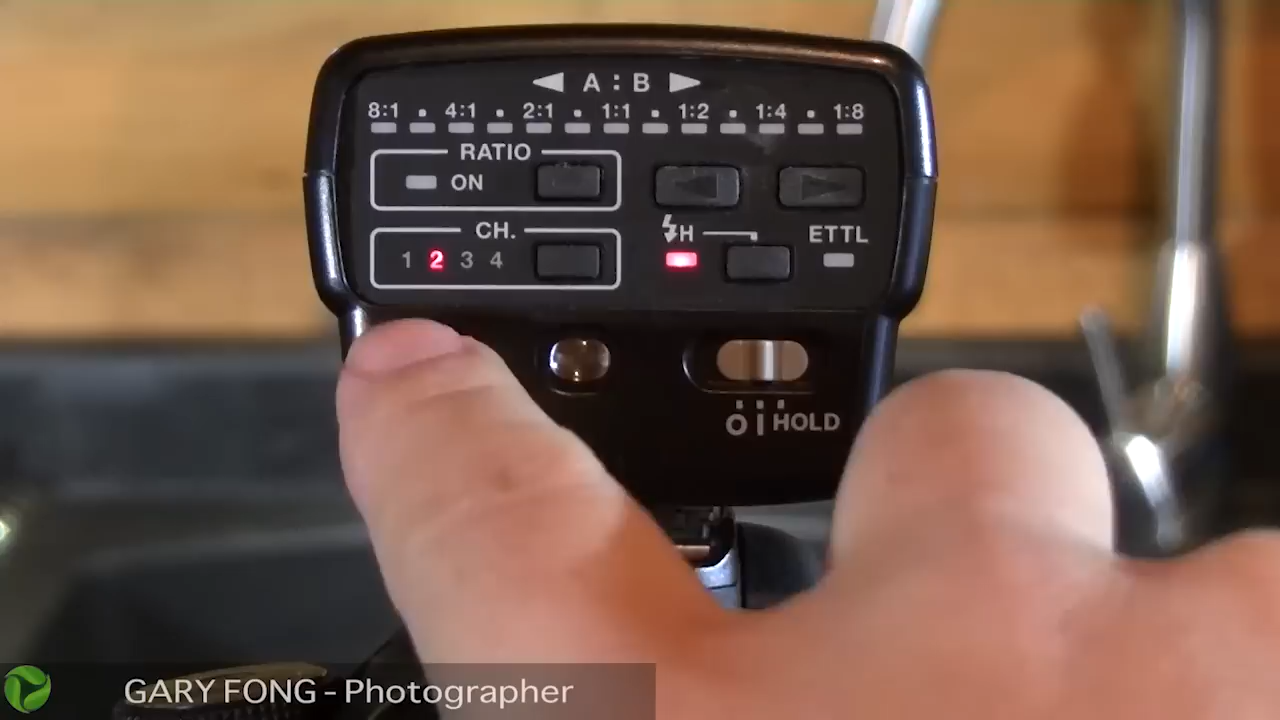 ◀ A : B ▶
8:1 • 4:1 • 2:1 • 1:1 • 1:2 • 1:4 • 1:8
RATIO
ON
CH.
1 2 3 4
H
ETTL
O I HOLD
GARY FONG - Photographer